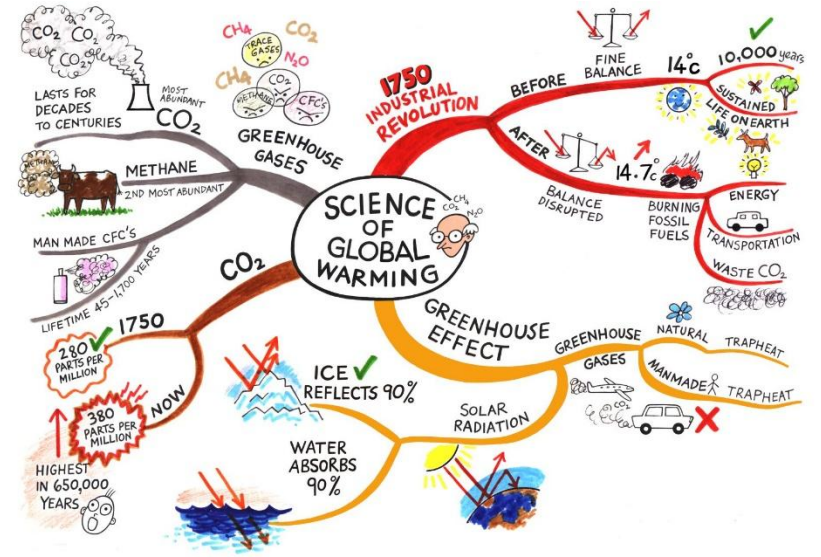 SCIENCE
OF
GLOBAL
WARMING
CH4
CO2
N2O
1750
INDUSTRIAL
REVOLUTION
BEFORE
FINE
BALANCE
14°C
10,000 years
SUSTAINED
LIFE ON EARTH
AFTER
BALANCE
DISRUPTED
14.7°C
BURNING
FOSSIL
FUELS
ENERGY
TRANSPORTATION
WASTE CO2
GREENHOUSE
EFFECT
GREENHOUSE
GASES
CO2
NATURAL
TRAPHEAT
MANMADE
TRAPHEAT
SOLAR
RADIATION
ICE
REFLECTS 90%
WATER
ABSORBS
90%
CO2
1750
280
PARTS PER
MILLION
NOW
380
PARTS PER
MILLION
HIGHEST
IN 650,000
YEARS
GREENHOUSE
GASES
CH4
CO2
TRACE
GASES
N2O
CH4
CO2
METHANE
CFC's
CO2
CO2
CO2
LASTS FOR
DECADES
TO CENTURIES
MOST
ABUNDANT
CO2
METHANE
METHANE
2ND MOST ABUNDANT
MAN MADE CFC'S
LIFETIME 45-1,700 YEARS